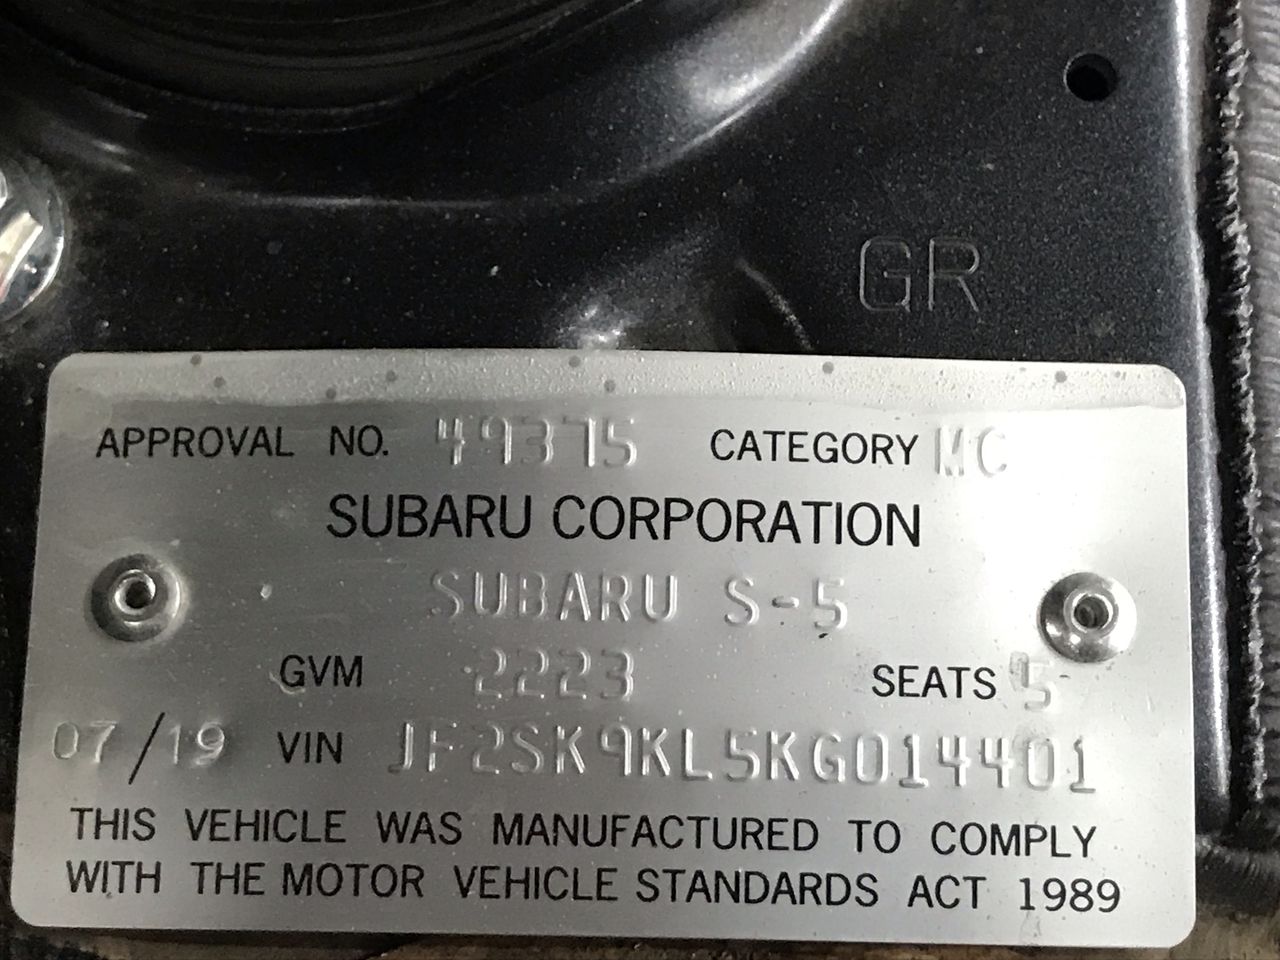 GR
APPROVAL NO. 49375 CATEGORY MC
SUBARU CORPORATION
SUBARU S-5
GVM 2223 SEATS 5
07/19 VIN JF2SK9KL5KG014401
THIS VEHICLE WAS MANUFACTURED TO COMPLY
WITH THE MOTOR VEHICLE STANDARDS ACT 1989